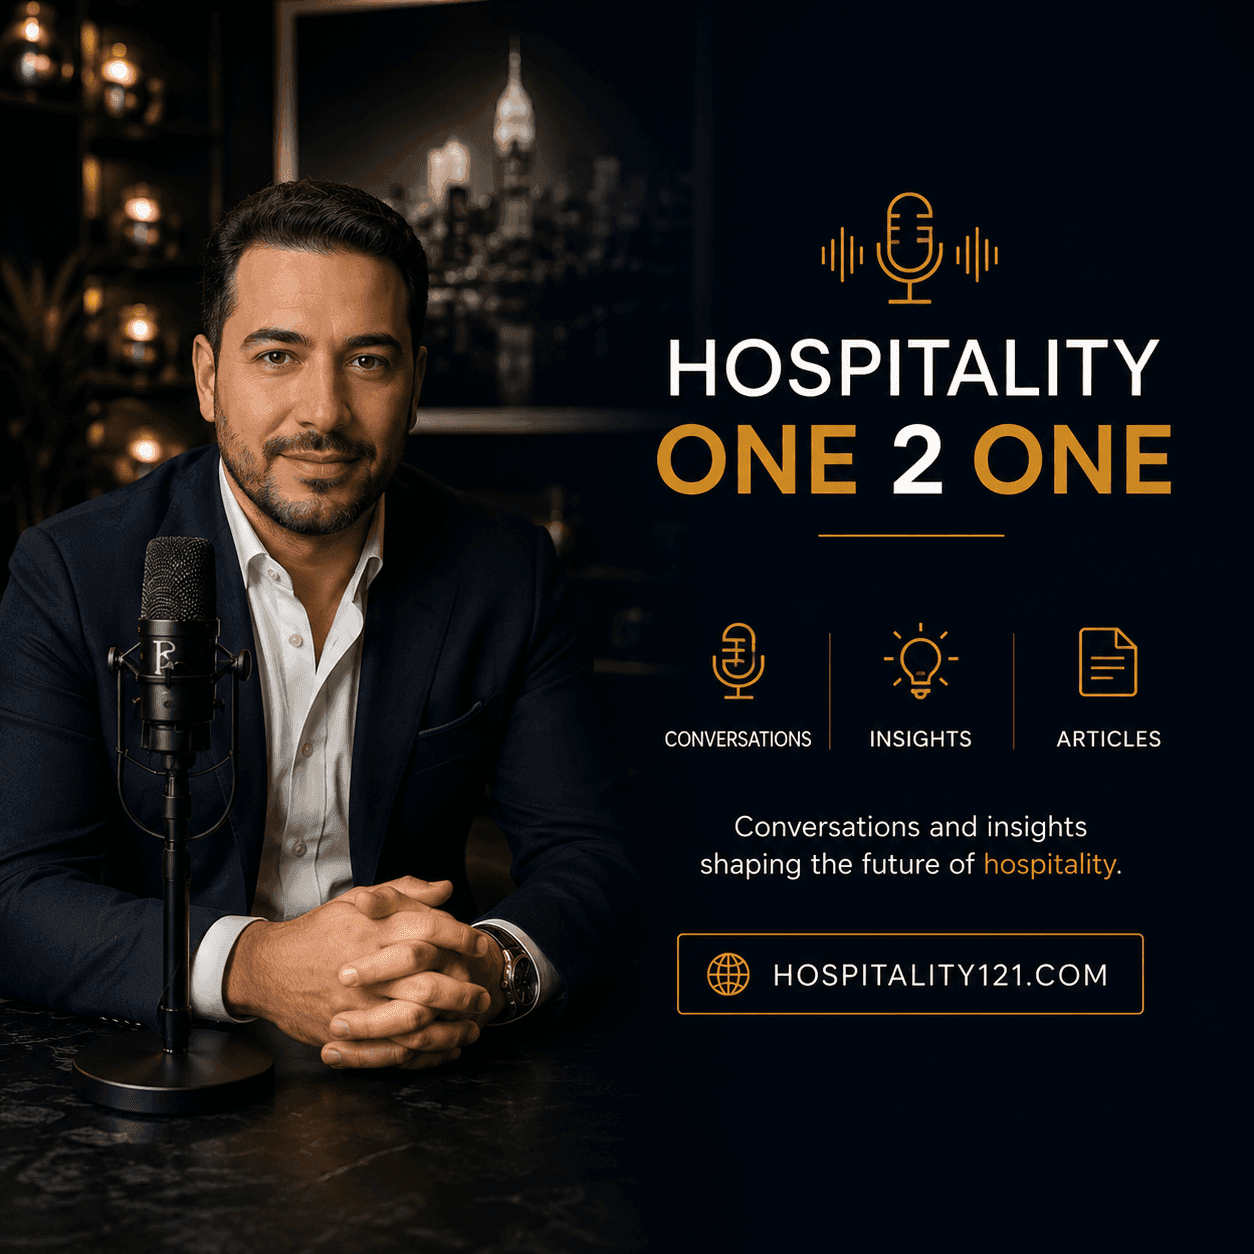 HOSPITALITY
ONE 2 ONE
CONVERSATIONS
INSIGHTS
ARTICLES
Conversations and insights
shaping the future of hospitality.
HOSPITALITY121.COM